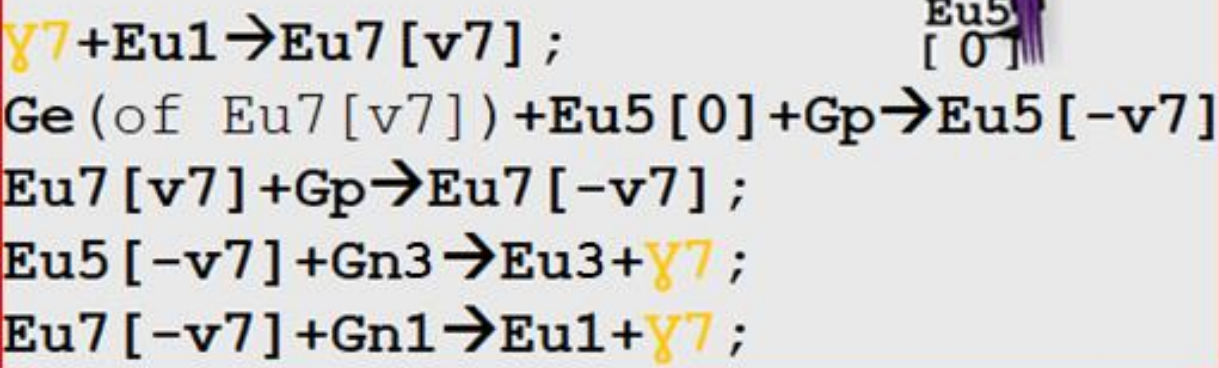 Eu5
[ 0 ]
Ɣ7+Eu1→Eu7[v7];
Ge(of Eu7[v7])+Eu5[0]+Gp→Eu5[-v7]
Eu7[v7]+Gp→Eu7[-v7];
Eu5[-v7]+Gn3→Eu3+Ɣ7;
Eu7[-v7]+Gn1→Eu1+Ɣ7;